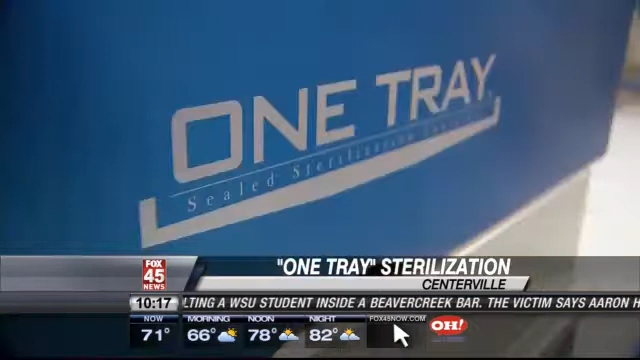 ONE TRAY
Sealed Sterilization
FOX
45
NEWS
"ONE TRAY" STERILIZATION
CENTERVILLE
10:17
LTING A WSU STUDENT INSIDE A BEAVERCREEK BAR. THE VICTIM SAYS AARON H
NOW MORNING NOON NIGHT FOX45NOW.COM
71° 66° 78° 82° OH!